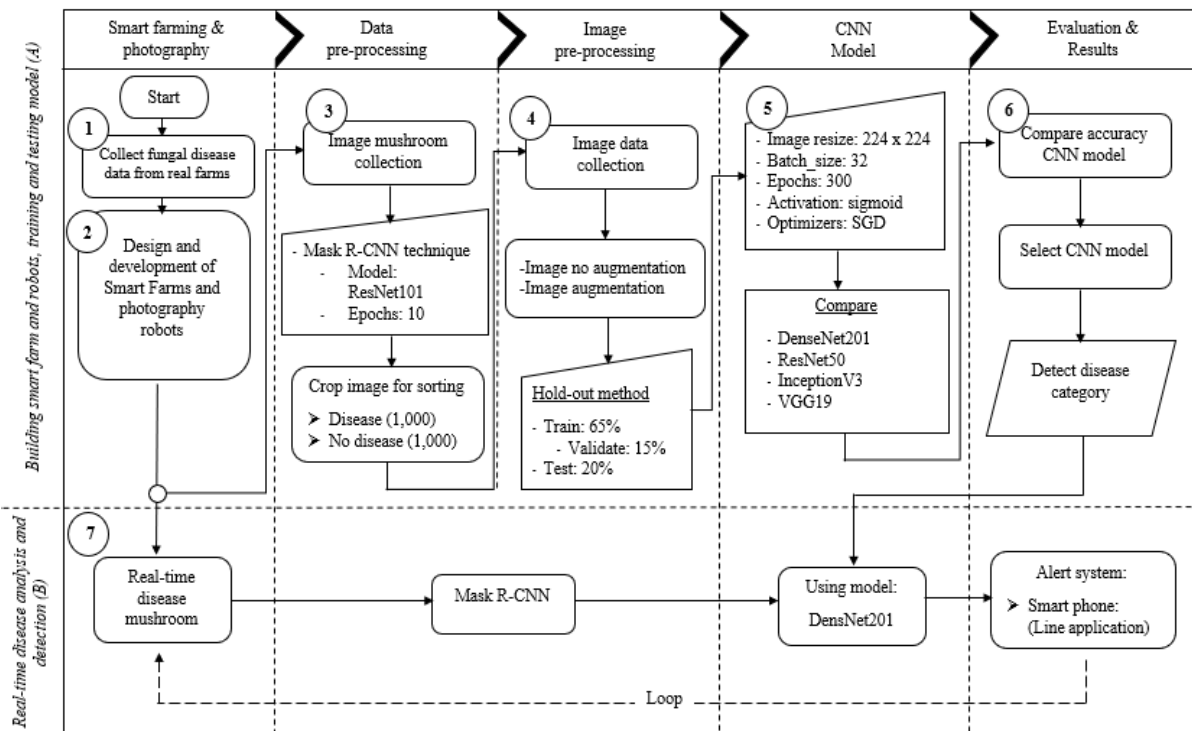 Smart farming &
photography
Data
pre-processing
Image
pre-processing
CNN
Model
Evaluation &
Results
Building smart farm and robots, training and testing model (A)
Start
1
Collect fungal disease
data from real farms
2
Design and
development of
Smart Farms and
photography
robots
3
Image mushroom
collection
- Mask R-CNN technique
- Model:
ResNet101
- Epochs: 10
Crop image for sorting
➤ Disease (1,000)
➤ No disease (1,000)
4
Image data
collection
-Image no augmentation
-Image augmentation
Hold-out method
- Train: 65%
- Validate: 15%
- Test: 20%
5
- Image resize: 224 x 224
- Batch_size: 32
- Epochs: 300
- Activation: sigmoid
- Optimizers: SGD
Compare
- DenseNet201
- ResNet50
- InceptionV3
- VGG19
6
Compare accuracy
CNN model
Select CNN model
Detect disease
category
Real-time disease analysis and
detection (B)
7
Real-time
disease
mushroom
Mask R-CNN
Using model:
DensNet201
Alert system:
➤ Smart phone:
(Line application)
Loop